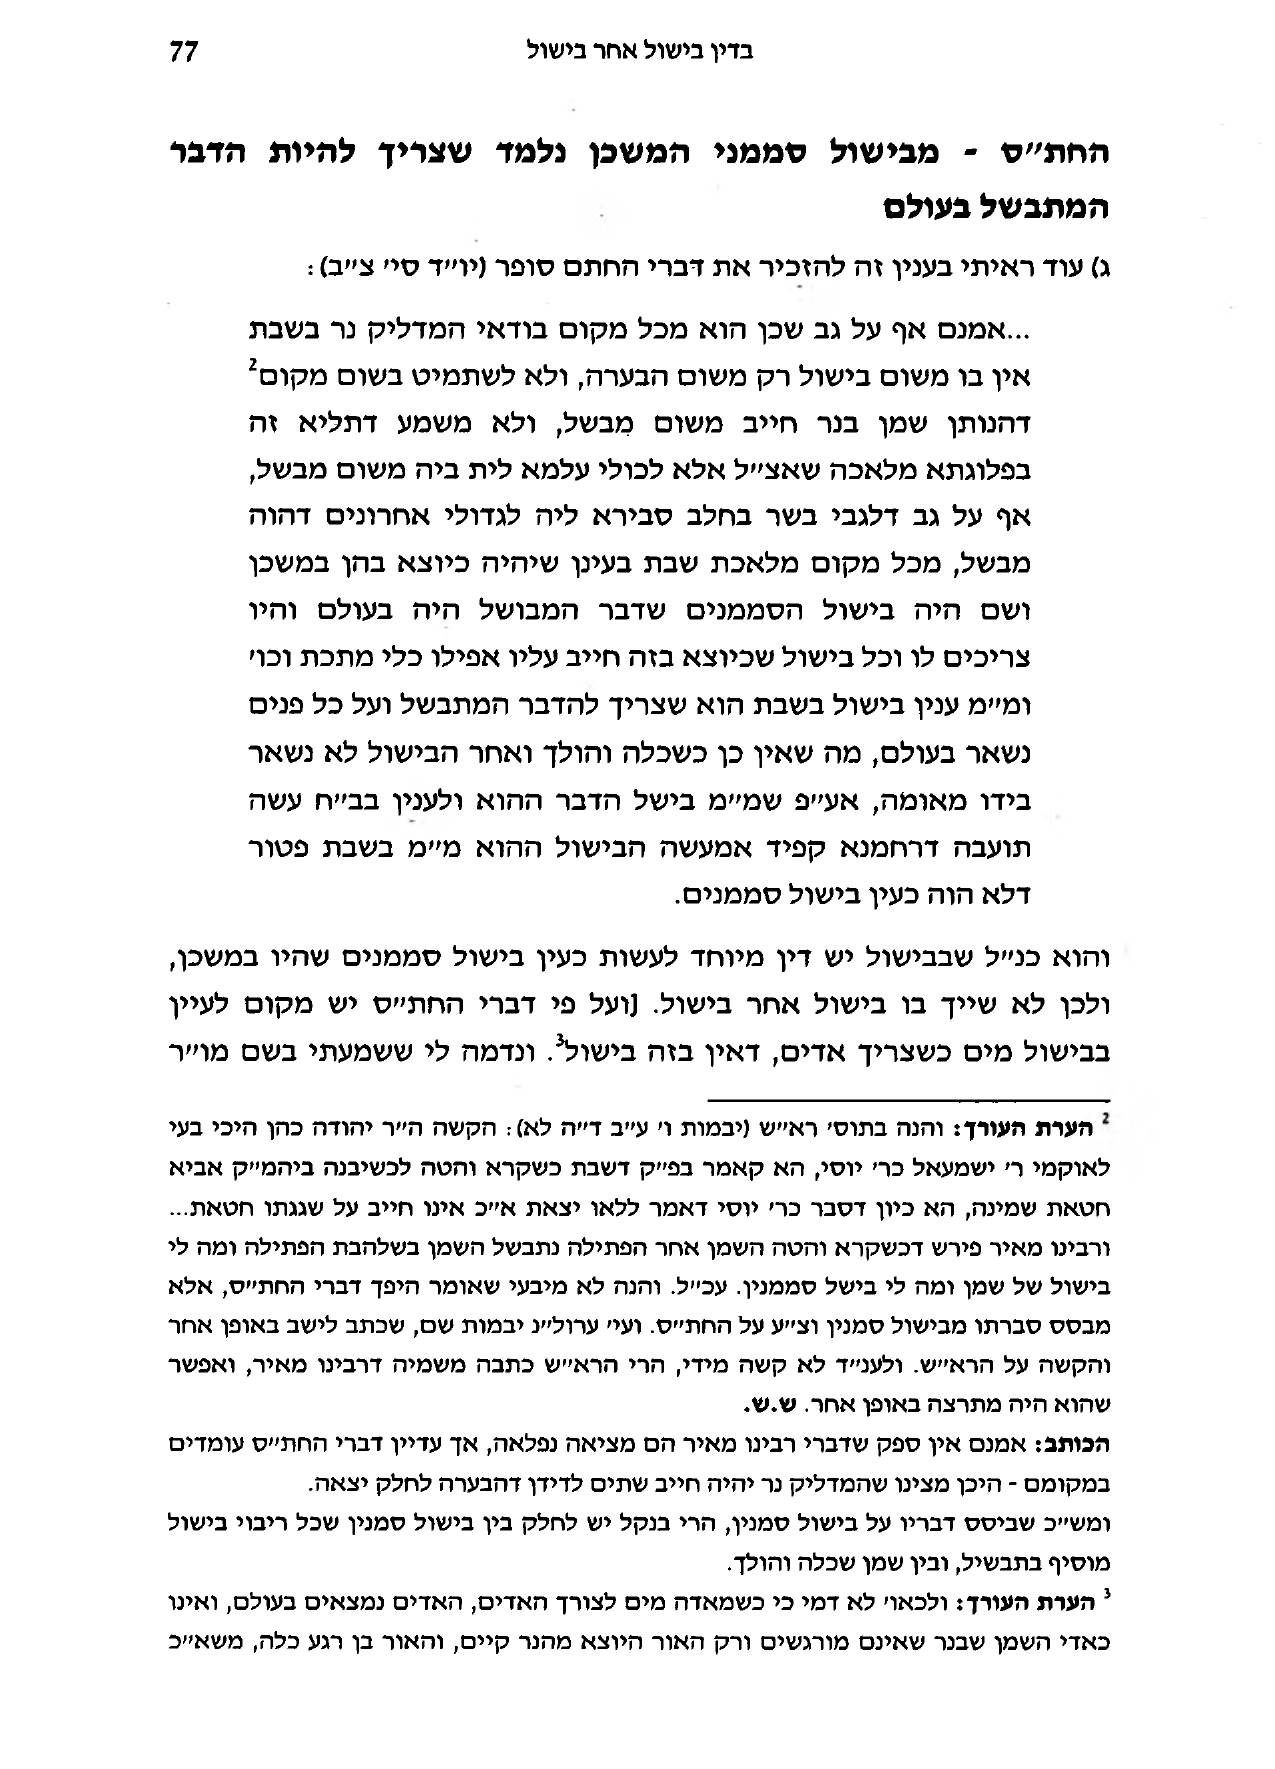 בדין בישול אחר בישול
77
החת״ס - מבישול סממני המשכן נלמד שצריך להיות הדבר
המתבשל בעולם
ג) עוד ראיתי בענין זה להזכיר את דברי החתם סופר (יו״ד סי׳ צ״ב):
...אמנם אף על גב שכן הוא מכל מקום בודאי המדליק נר בשבת
אין בו משום בישול רק משום הבערה, ולא לשתמיט בשום מקום²
דהנותן שמן בנר חייב משום מבשל, ולא משמע דתליא זה
בפלוגתא מלאכה שאצ״ל אלא לכולי עלמא לית ביה משום מבשל,
אף על גב דלגבי בשר בחלב סבירא ליה לגדולי אחרונים דהוה
מבשל, מכל מקום מלאכת שבת בעינן שיהיה כיוצא בהן במשכן
ושם היה בישול הסממנים שדבר המבושל היה בעולם והיו
צריכים לו וכל בישול שכיוצא בזה חייב עליו אפילו כלי מתכת וכו׳
ומ״מ ענין בישול בשבת הוא שצריך להדבר המתבשל ועל כל פנים
נשאר בעולם, מה שאין כן כשכלה והולך ואחר הבישול לא נשאר
בידו מאומה, אע״פ שמ״מ בישל הדבר ההוא ולענין בב״ח עשה
תועבה דרחמנא קפיד אמעשה הבישול ההוא מ״מ בשבת פטור
דלא הוה כעין בישול סממנים.
והוא כנ״ל שבבישול יש דין מיוחד לעשות כעין בישול סממנים שהיו במשכן,
ולכן לא שייך בו בישול אחר בישול. [ועל פי דברי החת״ס יש מקום לעיין
בבישול מים כשצריך אדים, דאין בזה בישול³. ונדמה לי ששמעתי בשם מו״ר
² הערת העורך: והנה בתוס׳ רא״ש (יבמות ו׳ ע״ב ד״ה לא): הקשה ה״ר יהודה כהן היכי בעי
לאוקמי ר׳ ישמעאל כר׳ יוסי, הא קאמר בפ״ק דשבת כשקרא והטה לכשיבנה ביהמ״ק אביא
חטאת שמינה, הא כיון דסבר כר׳ יוסי דאמר ללאו יצאת א״כ אינו חייב על שגגתו חטאת...
ורבינו מאיר פירש דכשקרא והטה השמן אחר הפתילה נתבשל השמן בשלהבת הפתילה ומה לי
בישול של שמן ומה לי בישל סממנין. עכ״ל. והנה לא מיבעי שאומר היפך דברי החת״ס, אלא
מבסס סברתו מבישול סמנין וצ״ע על החת״ס. ועי׳ ערול״נ יבמות שם, שכתב לישב באופן אחר
והקשה על הרא״ש. ולענ״ד לא קשה מידי, הרי הרא״ש כתבה משמיה דרבינו מאיר, ואפשר
שהוא היה מתרצה באופן אחר. ש.ש.
הכותב: אמנם אין ספק שדברי רבינו מאיר הם מציאה נפלאה, אך עדיין דברי החת״ס עומדים
במקומם - היכן מצינו שהמדליק נר יהיה חייב שתים לדידן דהבערה לחלק יצאה.
ומש״כ שביסס דבריו על בישול סמנין, הרי בנקל יש לחלק בין בישול סמנין שכל ריבוי בישול
מוסיף בתבשיל, ובין שמן שכלה והולך.
³ הערת העורך: ולכאו׳ לא דמי כי כשמאדה מים לצורך האדים, האדים נמצאים בעולם, ואינו
כאדי השמן שבנר שאינם מורגשים ורק האור היוצא מהנר קיים, והאור בן רגע כלה, משא״כ